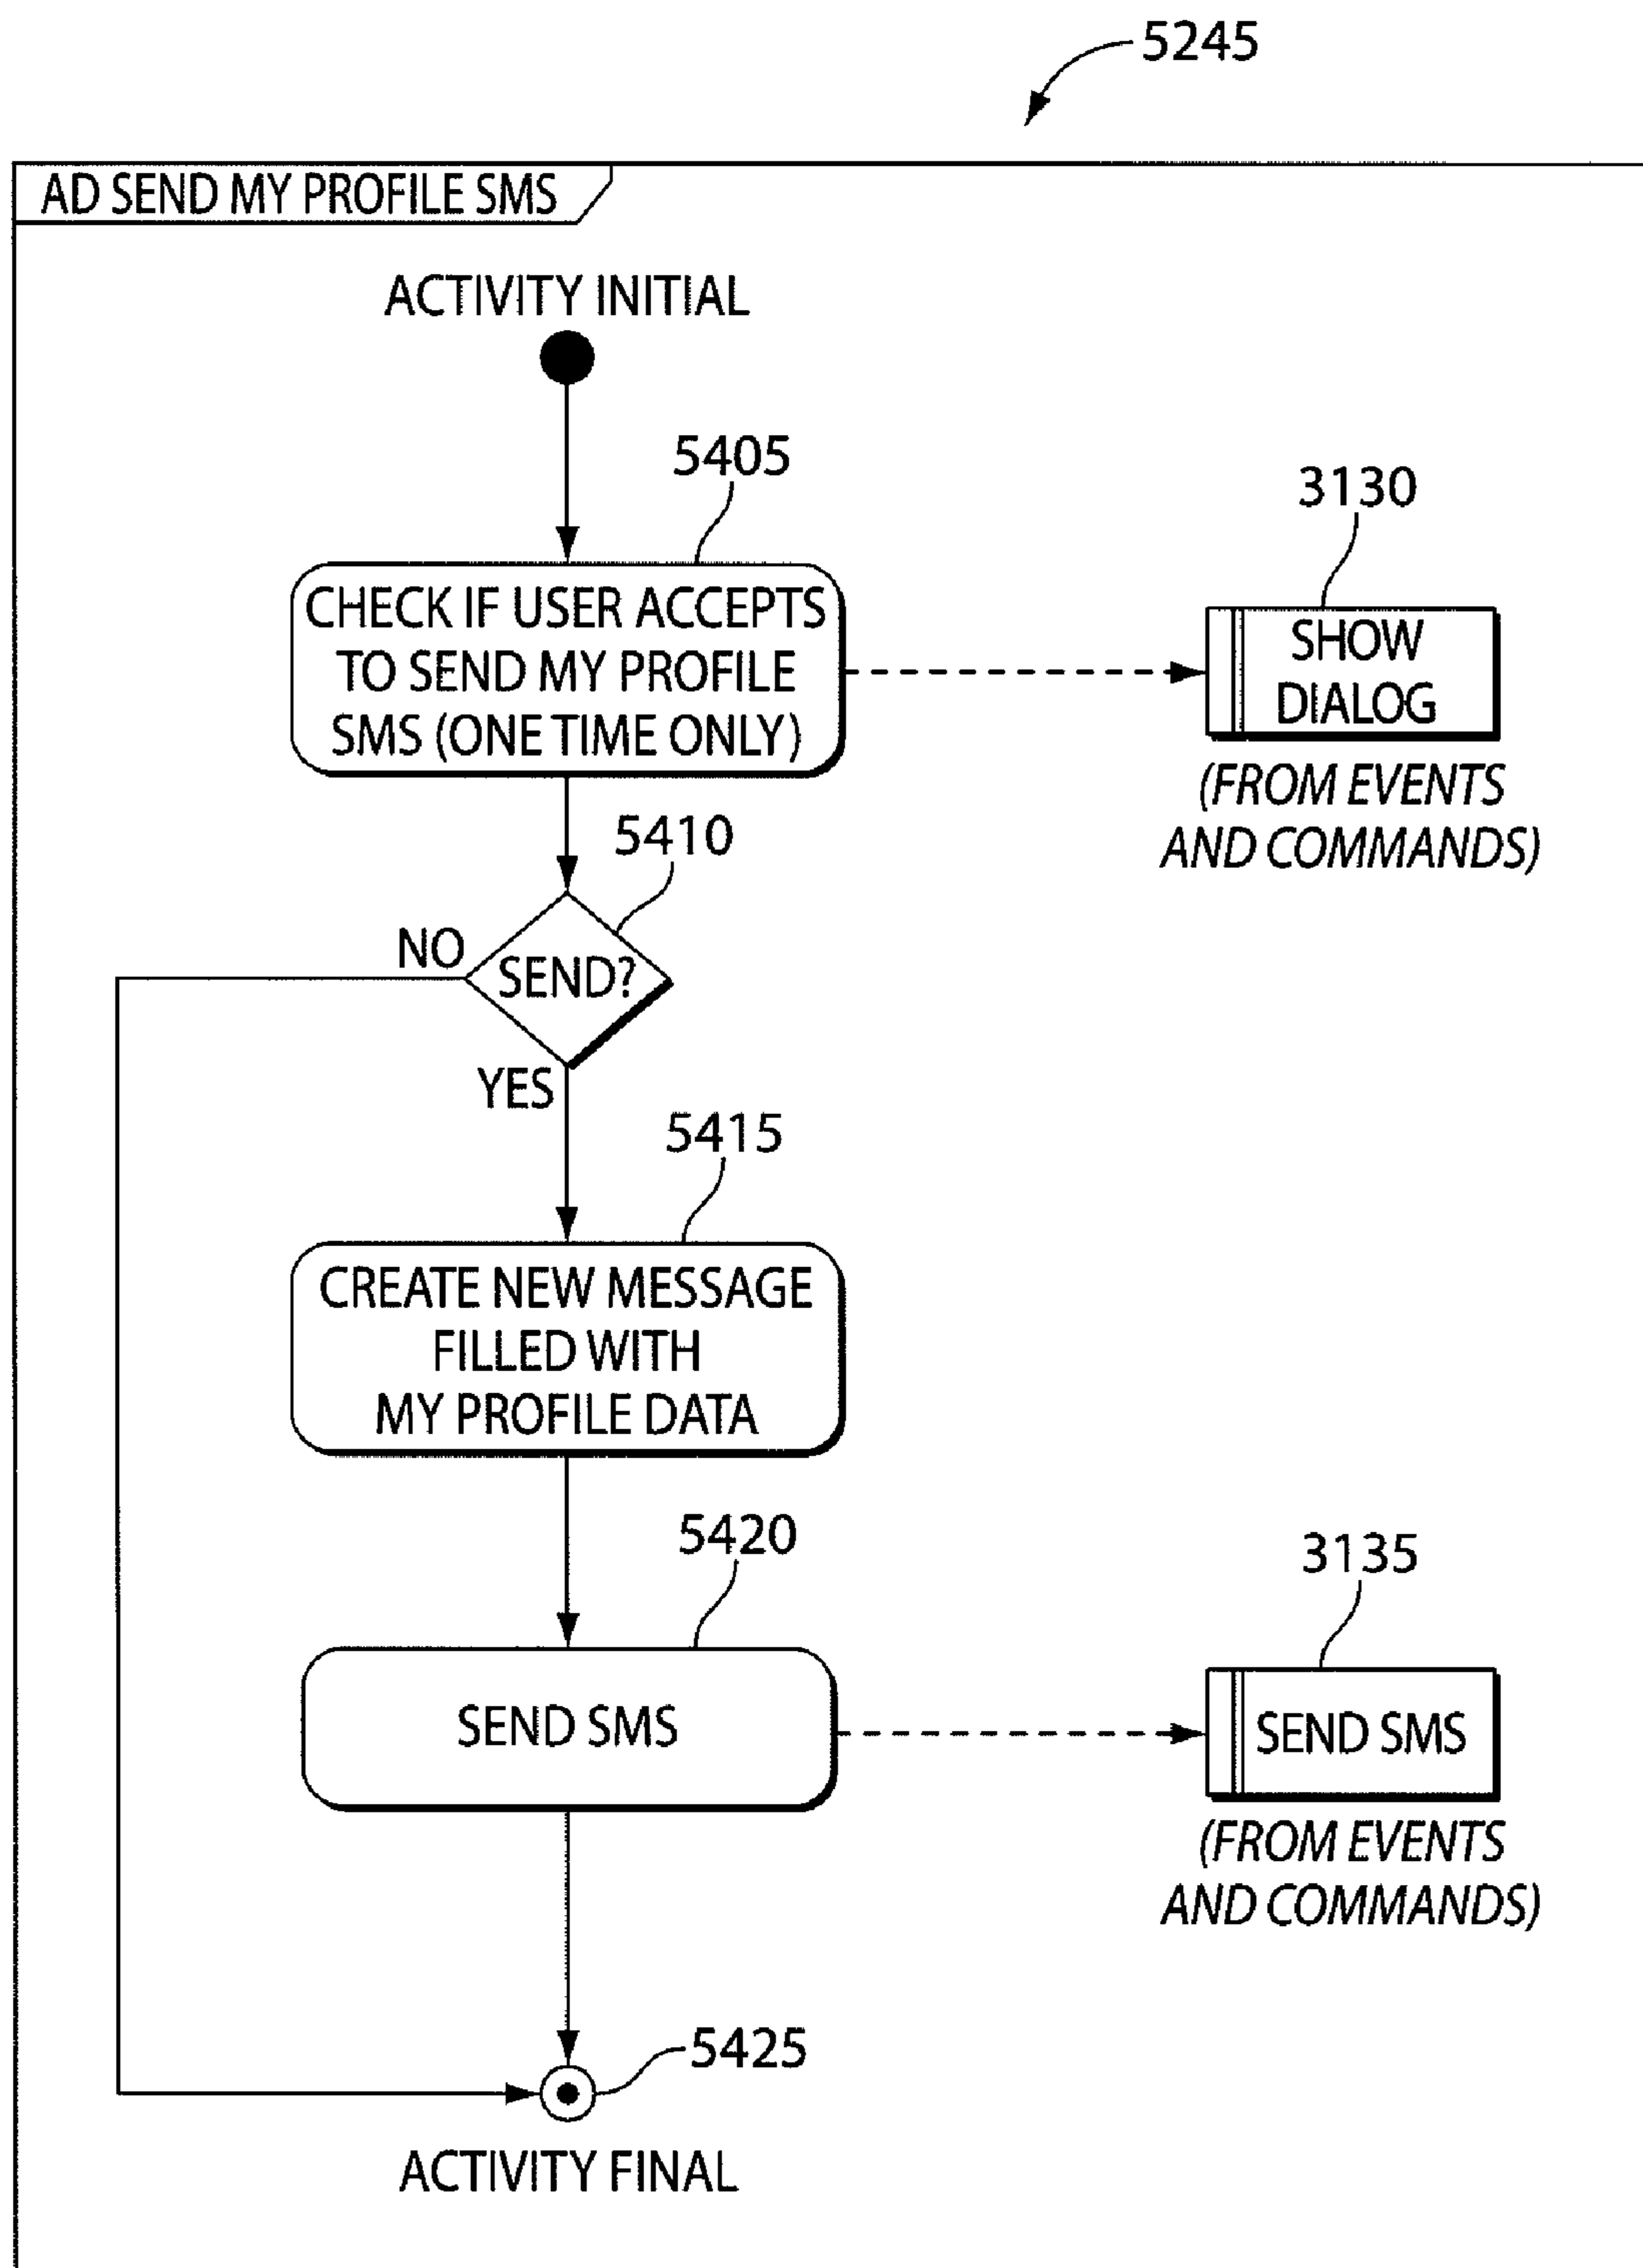 5245
AD SEND MY PROFILE SMS
ACTIVITY INITIAL
5405
CHECK IF USER ACCEPTS
TO SEND MY PROFILE
SMS (ONE TIME ONLY)
3130
SHOW
DIALOG
(FROM EVENTS
AND COMMANDS)
5410
NO
SEND?
YES
5415
CREATE NEW MESSAGE
FILLED WITH
MY PROFILE DATA
5420
SEND SMS
3135
SEND SMS
(FROM EVENTS
AND COMMANDS)
5425
ACTIVITY FINAL